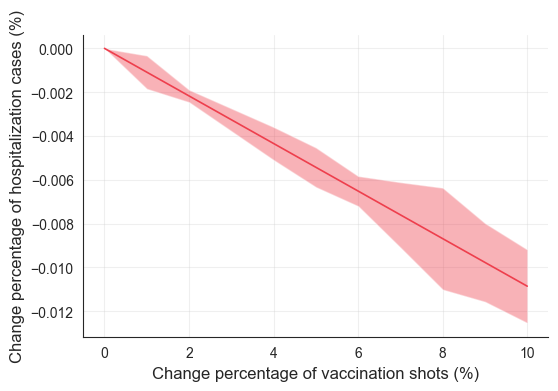 Change percentage of hospitalization cases (%)
0.000
−0.002
−0.004
−0.006
−0.008
−0.010
−0.012
0 2 4 6 8 10
Change percentage of vaccination shots (%)